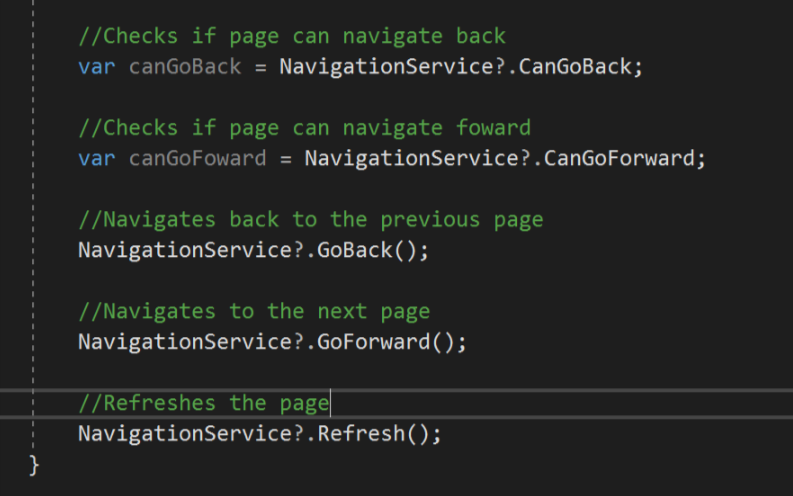 //Checks if page can navigate back
var canGoBack = NavigationService?.CanGoBack;
//Checks if page can navigate foward
var canGoFoward = NavigationService?.CanGoForward;
//Navigates back to the previous page
NavigationService?.GoBack();
//Navigates to the next page
NavigationService?.GoForward();
//Refreshes the page
NavigationService?.Refresh();
}